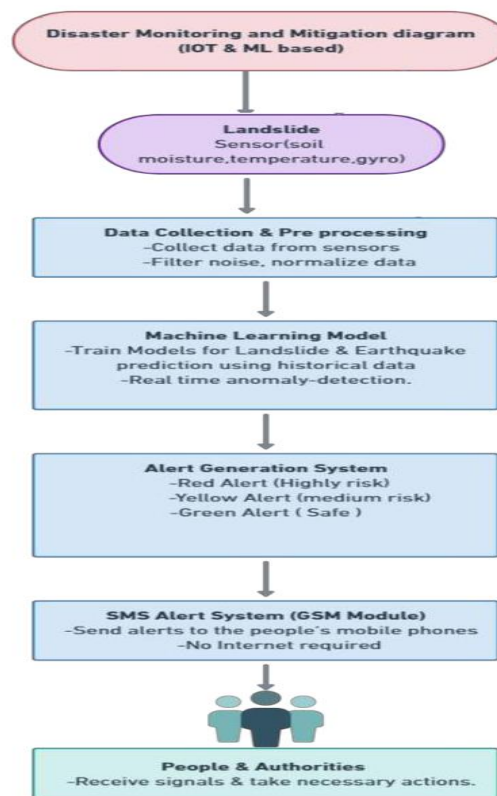 Disaster Monitoring and Mitigation diagram
(IOT & ML based)
Landslide
Sensor(soil
moisture,temperature,gyro)
Data Collection & Pre processing
-Collect data from sensors
-Filter noise, normalize data
Machine Learning Model
-Train Models for Landslide & Earthquake
prediction using historical data
-Real time anomaly-detection.
Alert Generation System
-Red Alert (Highly risk)
-Yellow Alert (medium risk)
-Green Alert ( Safe )
SMS Alert System (GSM Module)
-Send alerts to the people's mobile phones
-No Internet required
People & Authorities
-Receive signals & take necessary actions.